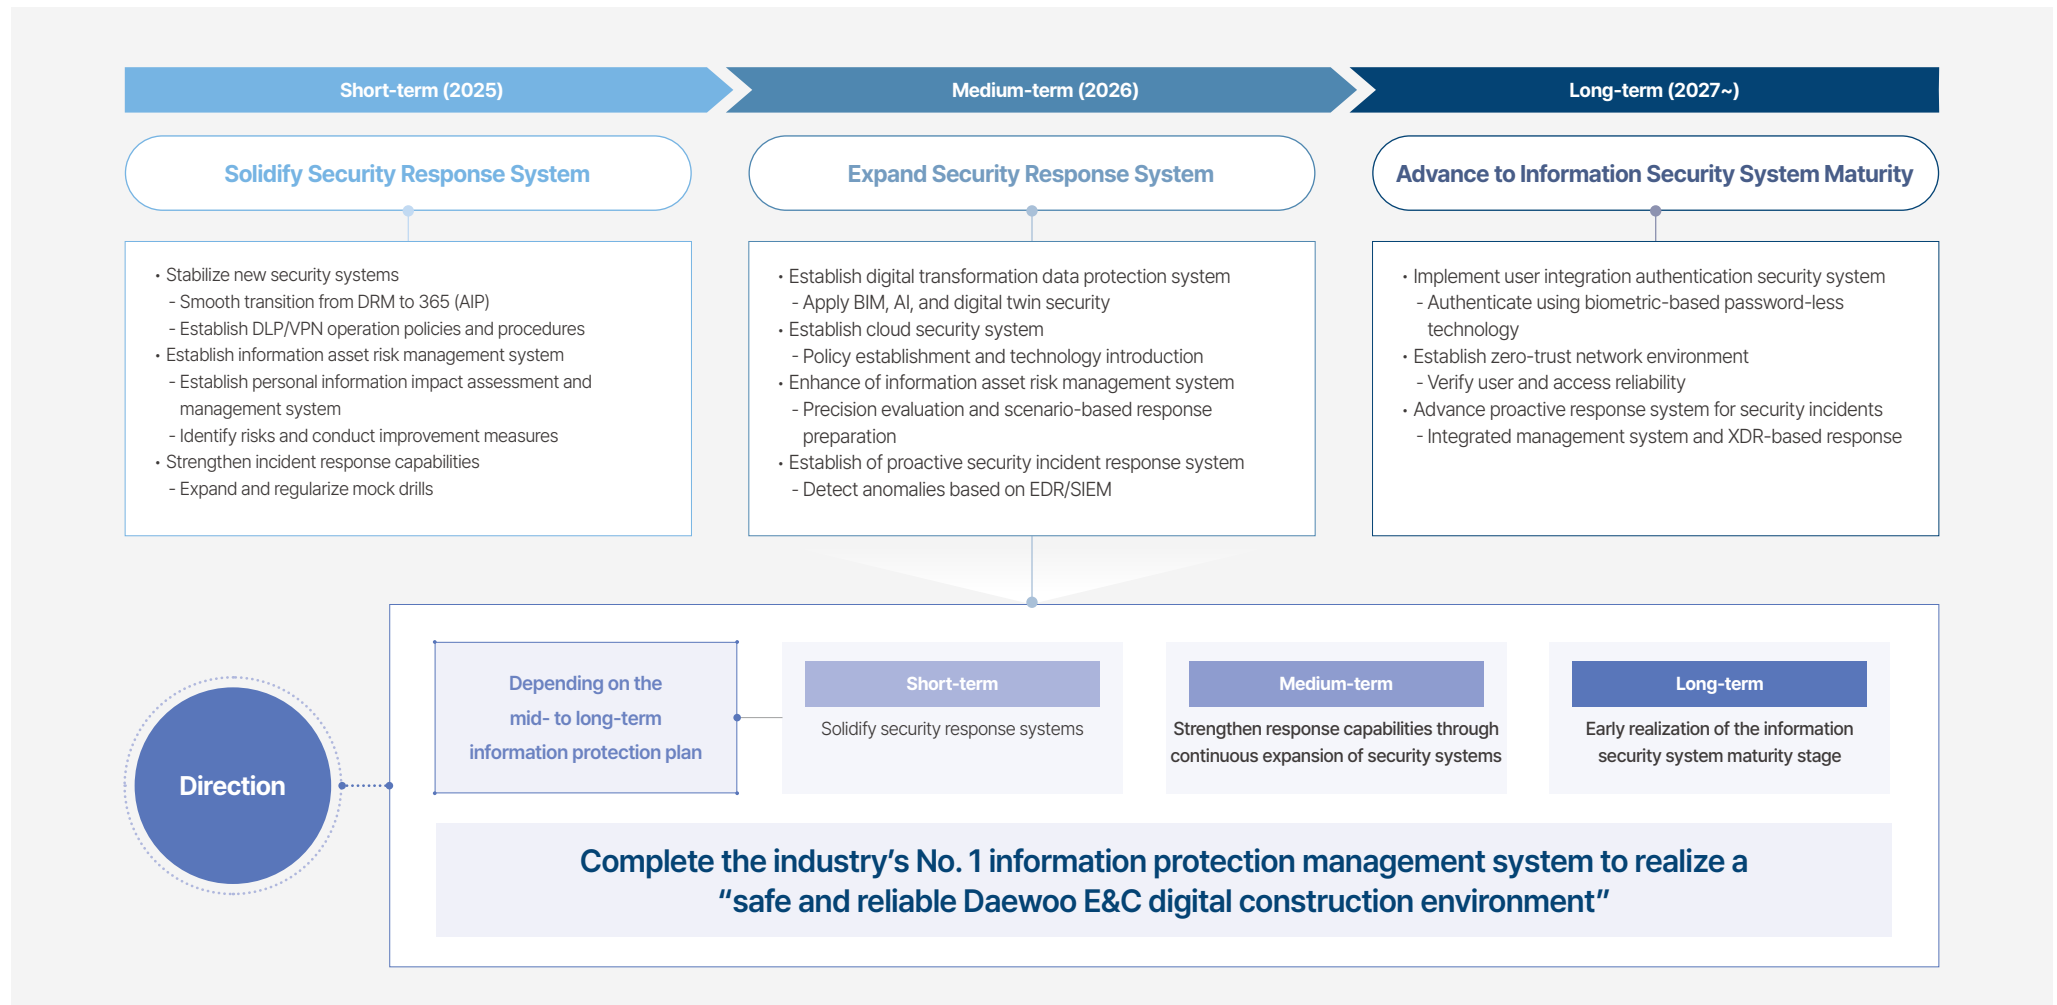 Short-term (2025)
Medium-term (2026)
Long-term (2027~)
Solidify Security Response System
Expand Security Response System
Advance to Information Security System Maturity
• Stabilize new security systems
- Smooth transition from DRM to 365 (AIP)
- Establish DLP/VPN operation policies and procedures
• Establish information asset risk management system
- Establish personal information impact assessment and
management system
- Identify risks and conduct improvement measures
• Strengthen incident response capabilities
- Expand and regularize mock drills
• Establish digital transformation data protection system
- Apply BIM, AI, and digital twin security
• Establish cloud security system
- Policy establishment and technology introduction
• Enhance of information asset risk management system
- Precision evaluation and scenario-based response
preparation
• Establish of proactive security incident response system
- Detect anomalies based on EDR/SIEM
• Implement user integration authentication security system
- Authenticate using biometric-based password-less
technology
• Establish zero-trust network environment
- Verify user and access reliability
• Advance proactive response system for security incidents
- Integrated management system and XDR-based response
Direction
Depending on the
mid- to long-term
information protection plan
Short-term
Solidify security response systems
Medium-term
Strengthen response capabilities through
continuous expansion of security systems
Long-term
Early realization of the information
security system maturity stage
Complete the industry’s No. 1 information protection management system to realize a
“safe and reliable Daewoo E&C digital construction environment”